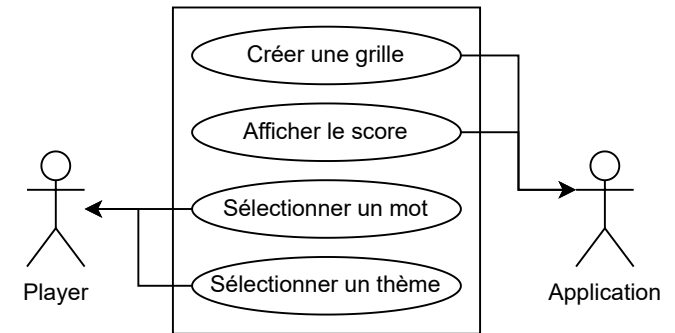 Créer une grille
Afficher le score
Sélectionner un mot
Sélectionner un thème
Player
Application